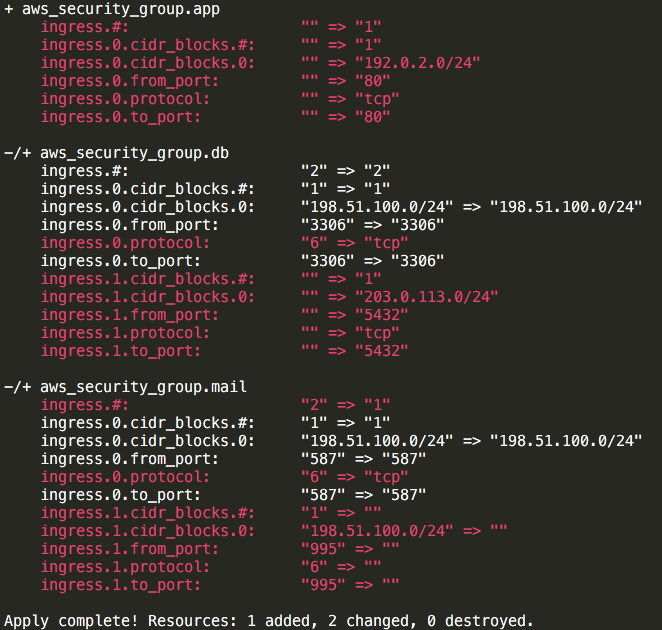 + aws_security_group.app
    ingress.#:                   "" => "1"
    ingress.0.cidr_blocks.#:     "" => "1"
    ingress.0.cidr_blocks.0:     "" => "192.0.2.0/24"
    ingress.0.from_port:         "" => "80"
    ingress.0.protocol:          "" => "tcp"
    ingress.0.to_port:           "" => "80"

-/+ aws_security_group.db
    ingress.#:                   "2" => "2"
    ingress.0.cidr_blocks.#:     "1" => "1"
    ingress.0.cidr_blocks.0:     "198.51.100.0/24" => "198.51.100.0/24"
    ingress.0.from_port:         "3306" => "3306"
    ingress.0.protocol:          "6" => "tcp"
    ingress.0.to_port:           "3306" => "3306"
    ingress.1.cidr_blocks.#:     "" => "1"
    ingress.1.cidr_blocks.0:     "" => "203.0.113.0/24"
    ingress.1.from_port:         "" => "5432"
    ingress.1.protocol:          "" => "tcp"
    ingress.1.to_port:           "" => "5432"

-/+ aws_security_group.mail
    ingress.#:                   "2" => "1"
    ingress.0.cidr_blocks.#:     "1" => "1"
    ingress.0.cidr_blocks.0:     "198.51.100.0/24" => "198.51.100.0/24"
    ingress.0.from_port:         "587" => "587"
    ingress.0.protocol:          "6" => "tcp"
    ingress.0.to_port:           "587" => "587"
    ingress.1.cidr_blocks.#:     "1" => ""
    ingress.1.cidr_blocks.0:     "198.51.100.0/24" => ""
    ingress.1.from_port:         "995" => ""
    ingress.1.protocol:          "6" => ""
    ingress.1.to_port:           "995" => ""

Apply complete! Resources: 1 added, 2 changed, 0 destroyed.